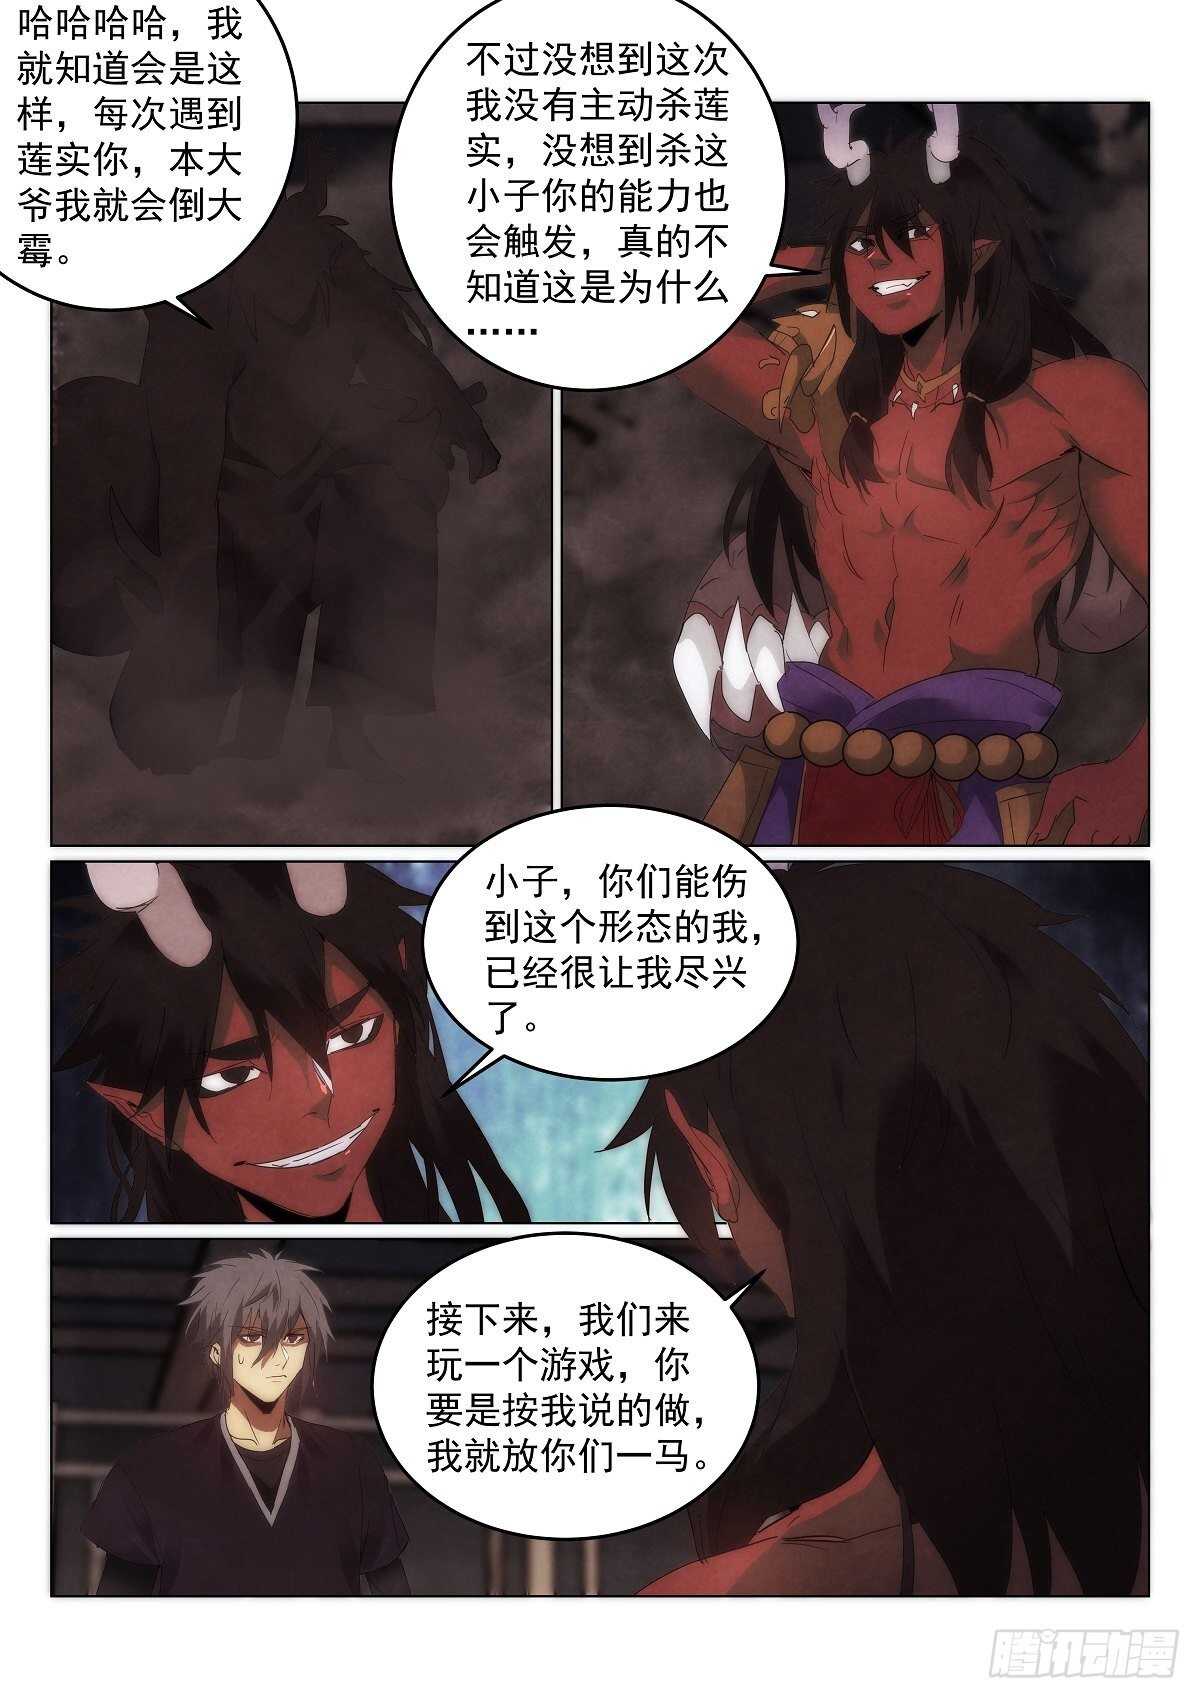 哈哈哈哈，我
就知道会是这
样，每次遇到
莲实你，本大
爷我就会倒大
霉。
不过没想到这次
我没有主动杀莲
实，没想到杀这
小子你的能力也
会触发，真的不
知道这是为什么
……
小子，你们能伤
到这个形态的我，
已经很让我尽兴
了。
接下来，我们来
玩一个游戏，你
要是按我说的做，
我就放你们一马。
腾讯动漫